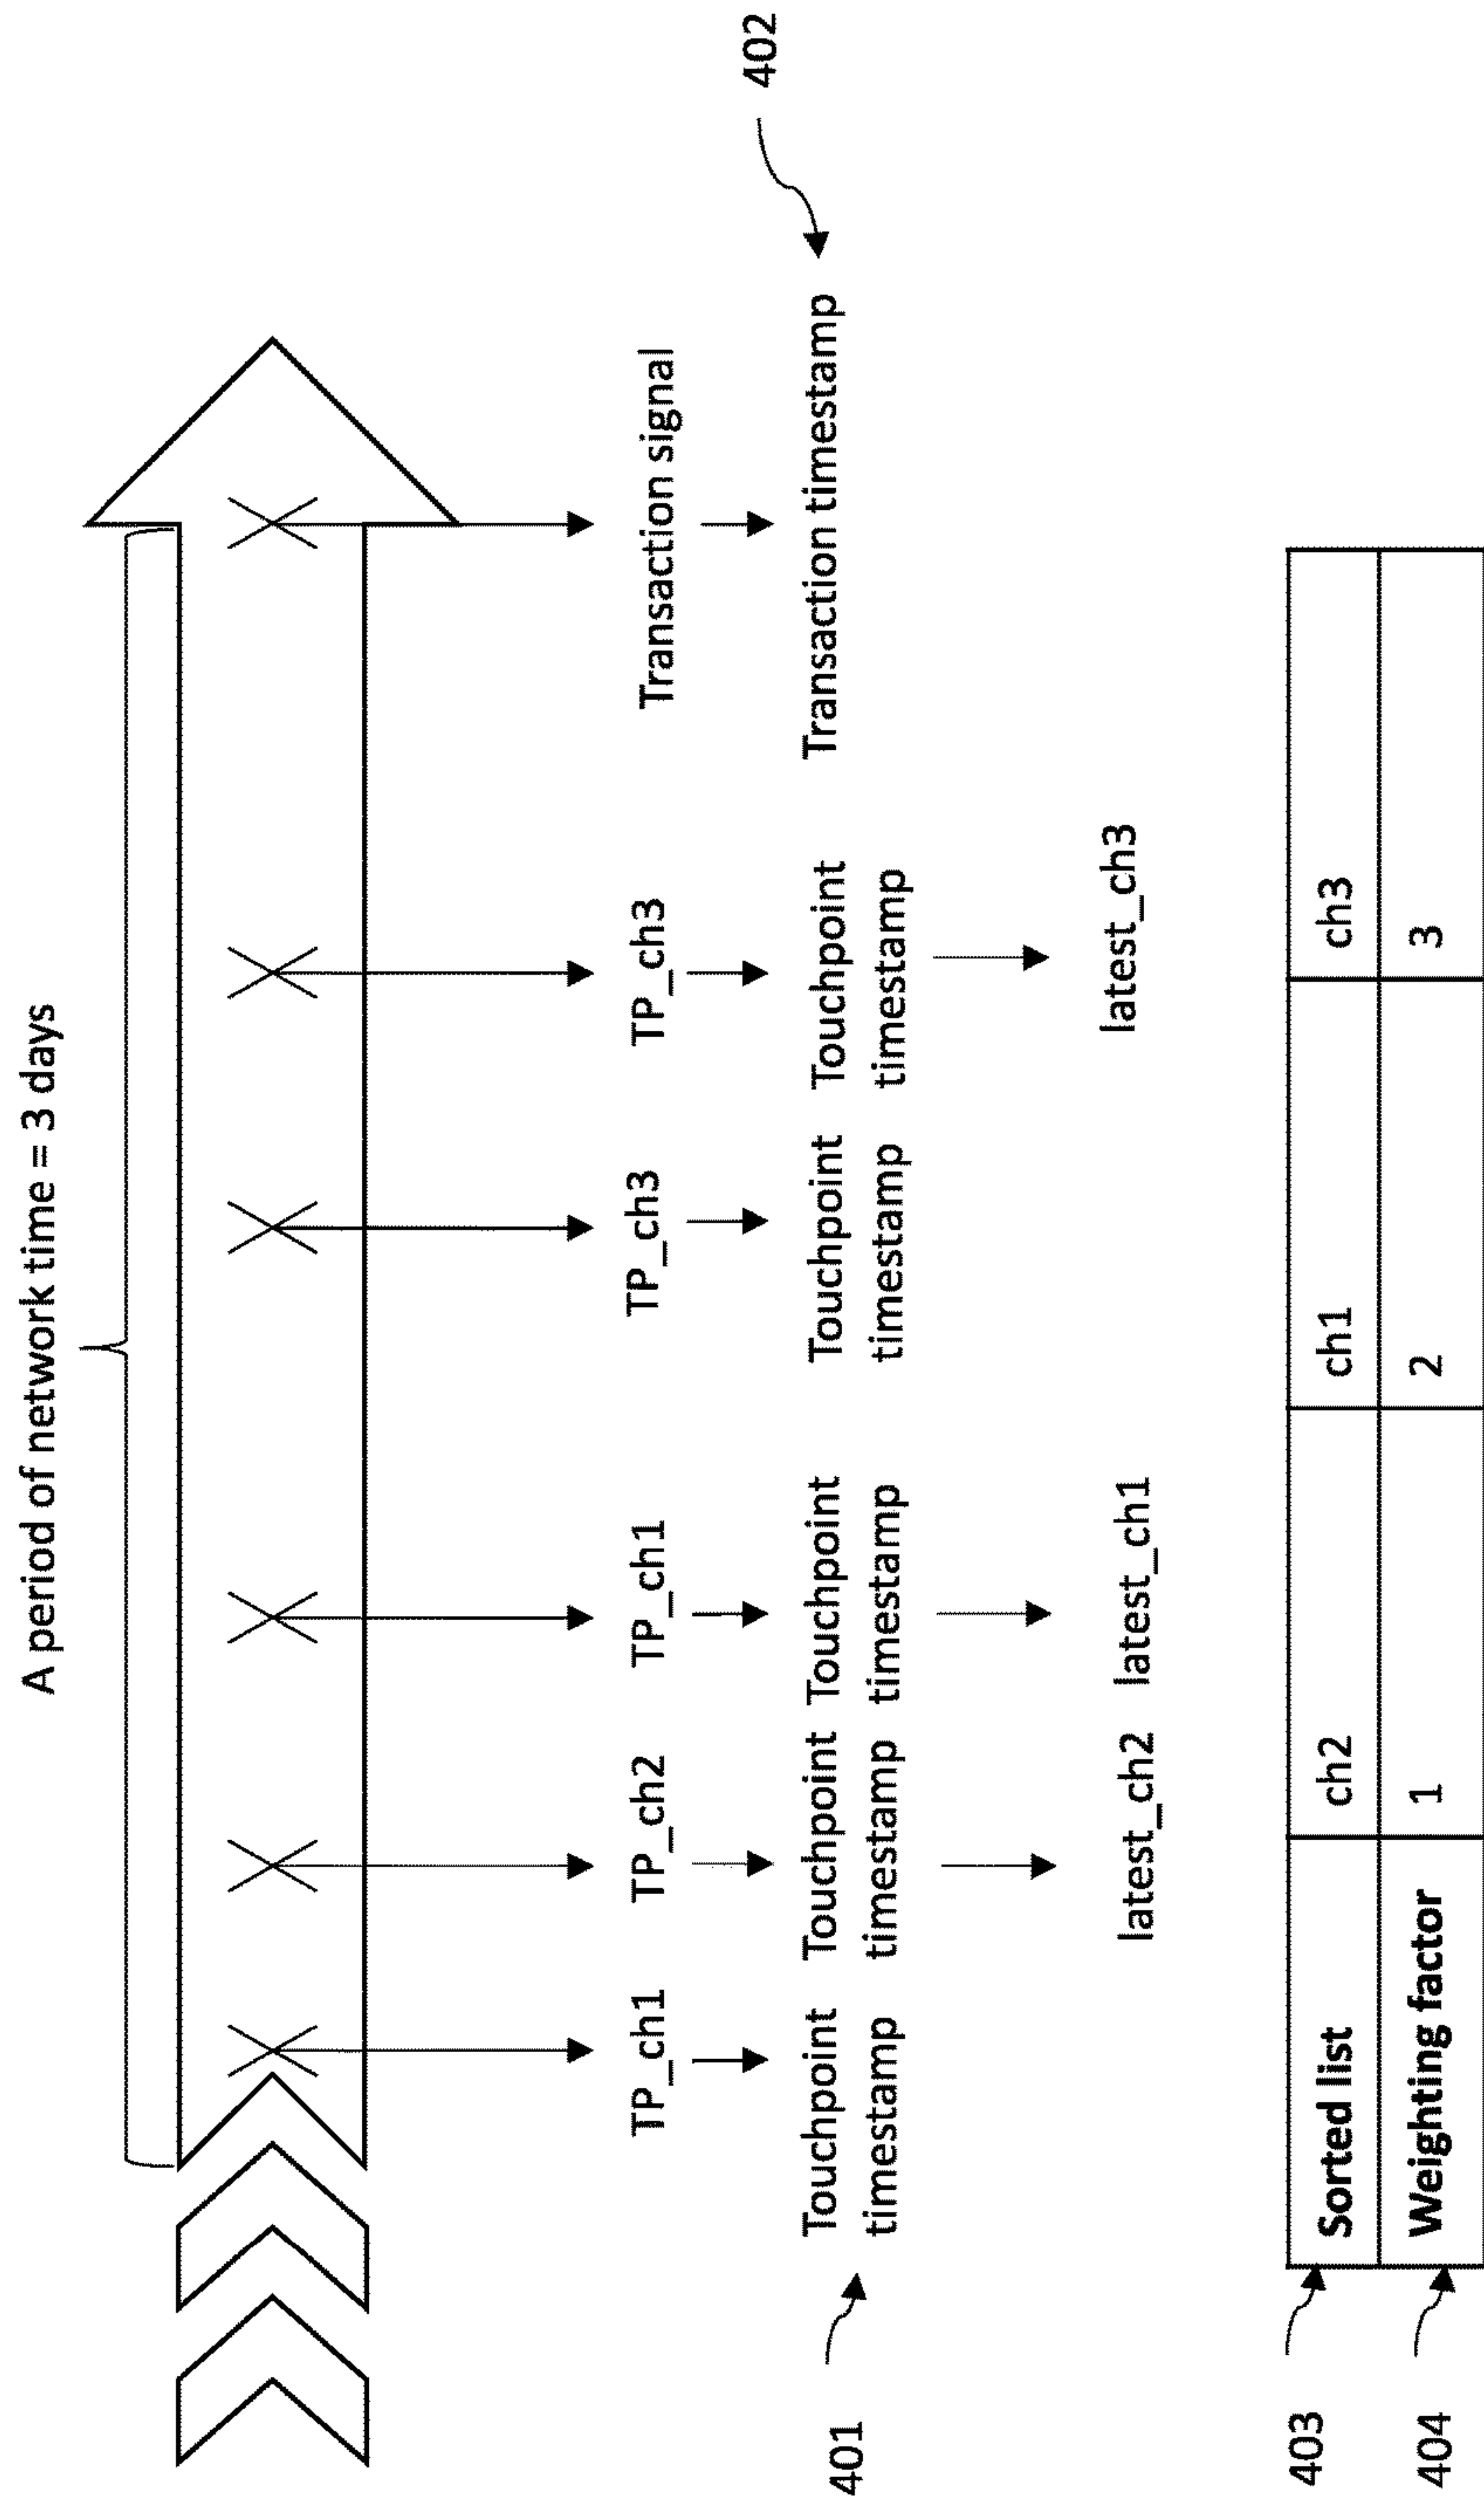 A period of network time = 3 days
402
TP_ch1
TP_ch2
TP_ch1
TP_ch3
TP_ch3
Transaction signal
401
Touchpoint
timestamp
Touchpoint
timestamp
Touchpoint
timestamp
Touchpoint
timestamp
Touchpoint
timestamp
Transaction timestamp
latest_ch2
latest_ch1
latest_ch3
403
Sorted list
ch2
ch1
ch3
404
Weighting factor
1
2
3